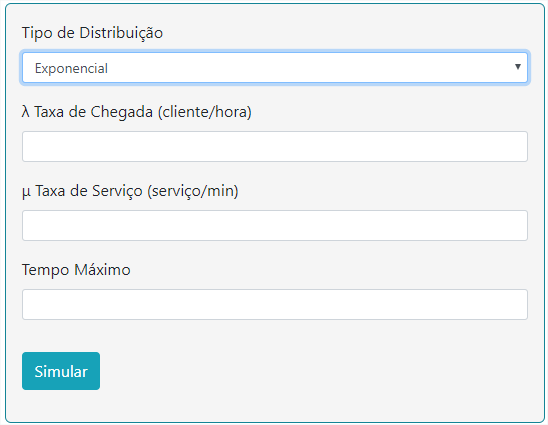 Tipo de Distribuição
Exponencial
λ Taxa de Chegada (cliente/hora)
µ Taxa de Serviço (serviço/min)
Tempo Máximo
Simular